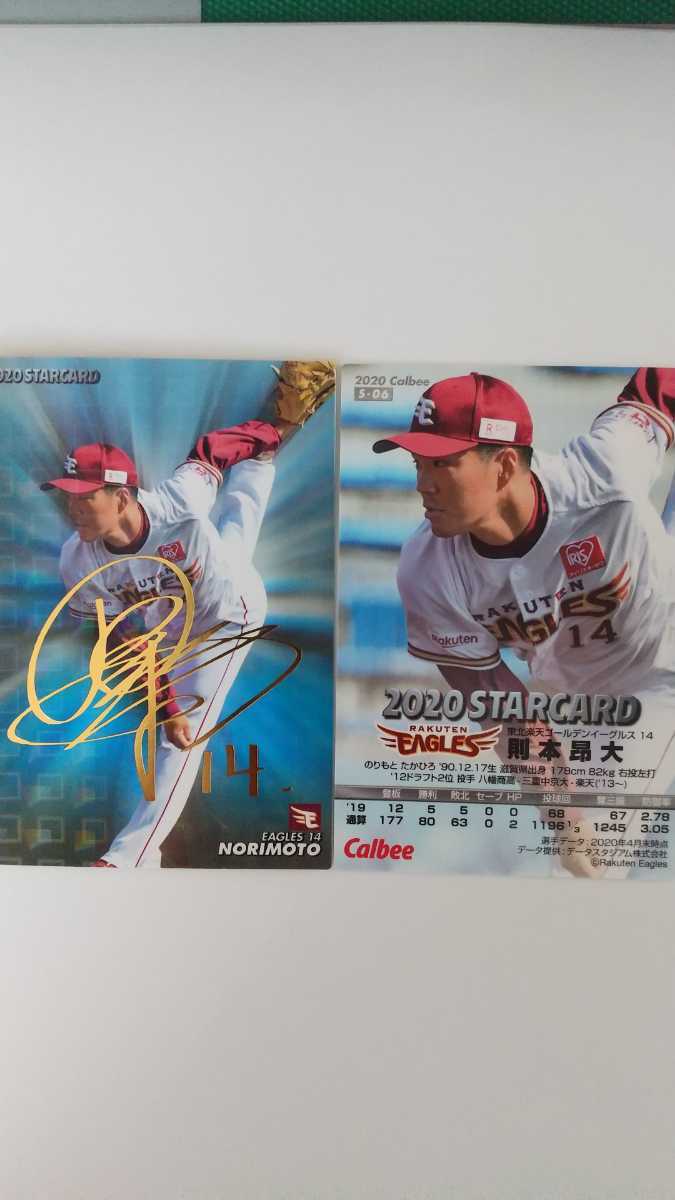 020 STARCARD
RAKUTEN
Rakuten
14.
EAGLES 14
NORIMOTO
2020 Calbee
S-06
R
IRIS
RAKUTEN
EAGLES
14
Rakuten
2020 STARCARD
RAKUTEN
EAGLES
東北楽天ゴールデンイーグルス 14
則本昂大
のりもと たかひろ '90.12.17生 滋賀県出身 178cm 82kg 右投左打
'12ドラフト2位 投手 八幡商高-三重中京大-楽天('13〜)
登板 勝利 敗北 セーブ HP 投球回 奪三振 防御率
'19 12 5 5 0 0 68 67 2.78
通算 177 80 63 0 2 1196 1/3 1245 3.05
Calbee
選手データ:2020年4月末時点
データ提供:データスタジアム株式会社
©Rakuten Eagles